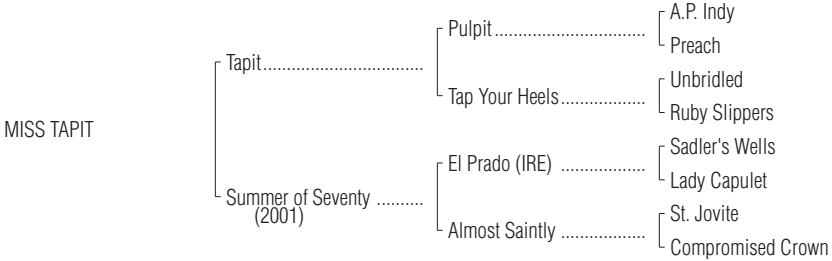 A.P. Indy
Pulpit..............................
Preach
Tapit................................
Unbridled
Tap Your Heels.................
Ruby Slippers
MISS TAPIT
Sadler's Wells
El Prado (IRE) .................
Lady Capulet
Summer of Seventy ..........
(2001)
St. Jovite
Almost Saintly .................
Compromised Crown